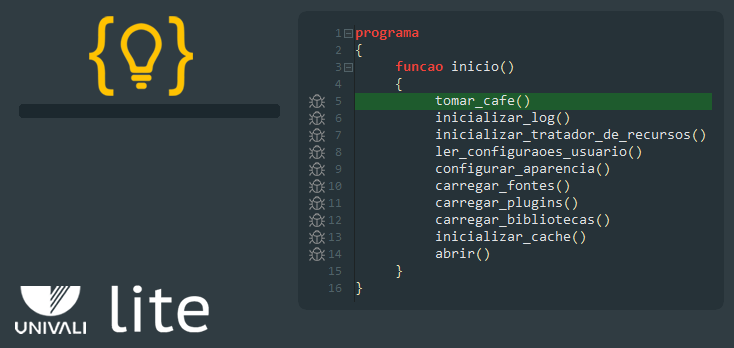 1 programa
2 {
3 funcao inicio()
4 {
5 tomar_cafe()
6 inicializar_log()
7 inicializar_tratador_de_recursos()
8 ler_configuraoes_usuario()
9 configurar_aparencia()
10 carregar_fontes()
11 carregar_plugins()
12 carregar_bibliotecas()
13 inicializar_cache()
14 abrir()
15 }
16 }
UNIVALI lite